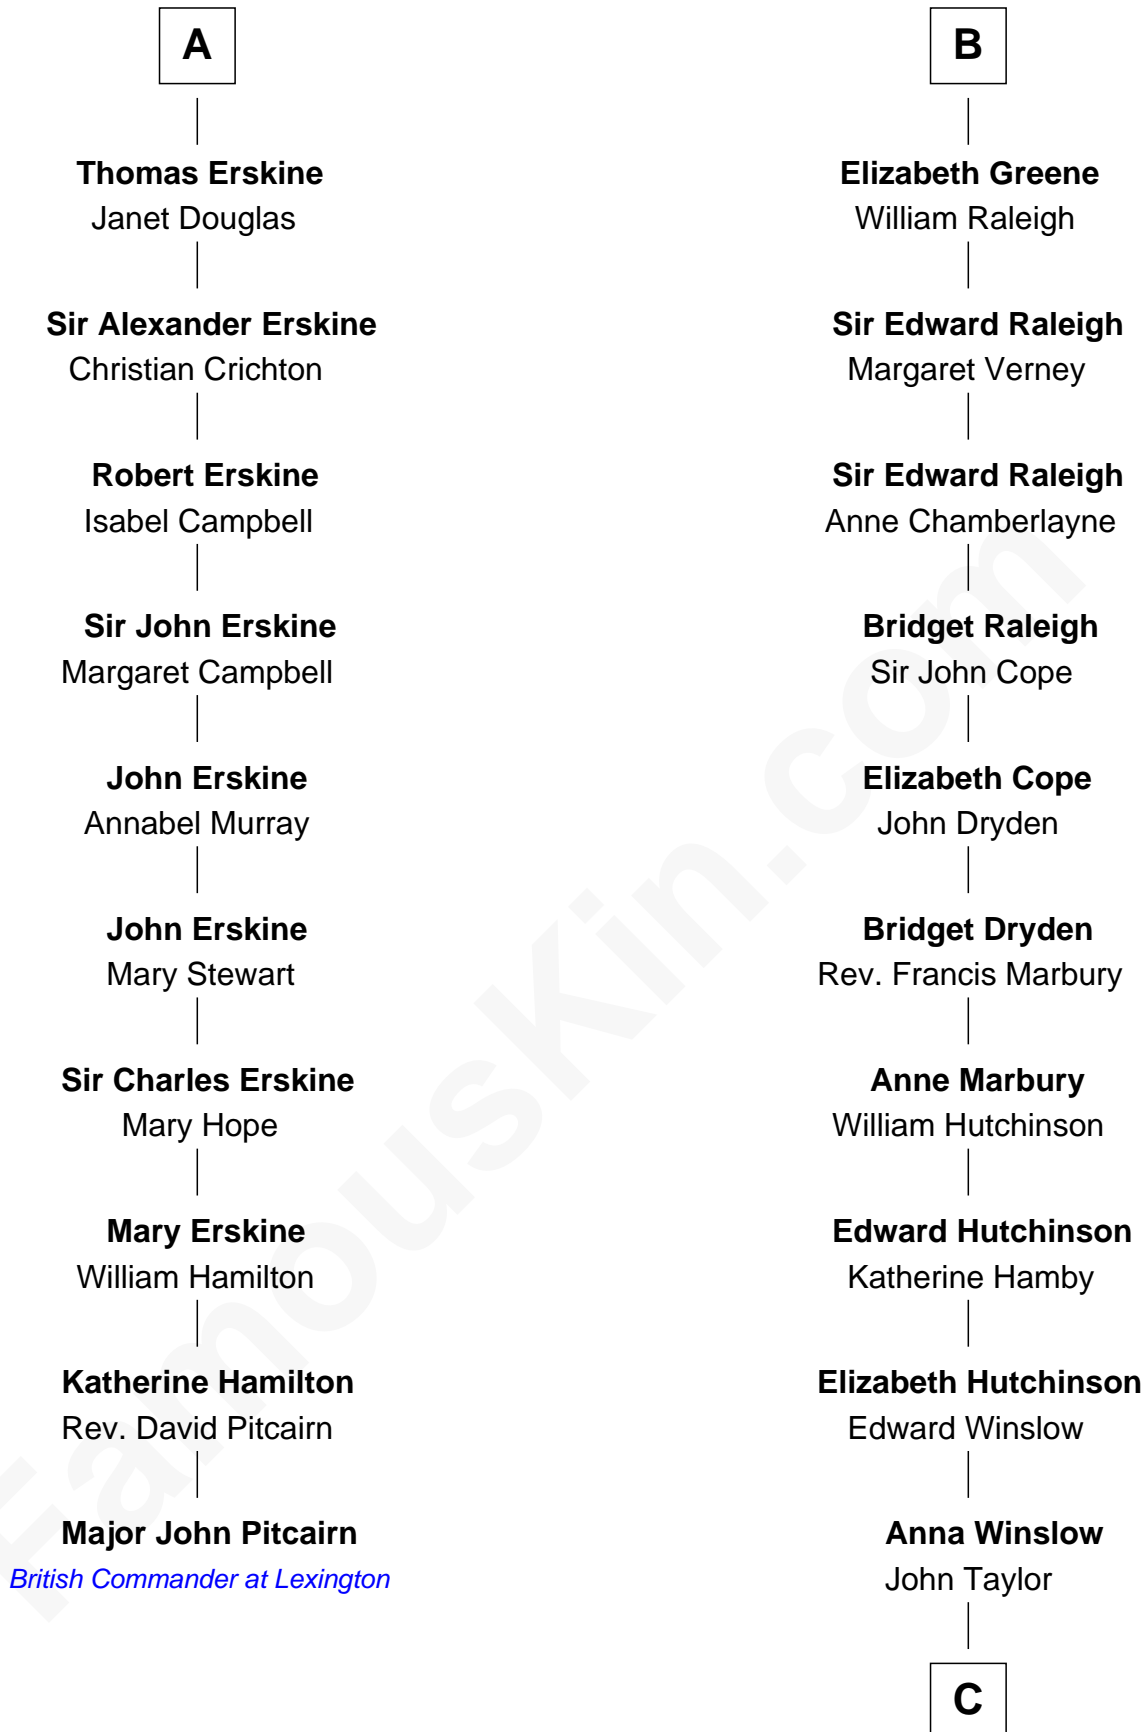 A
Thomas Erskine
Janet Douglas
Sir Alexander Erskine
Christian Crichton
Robert Erskine
Isabel Campbell
Sir John Erskine
Margaret Campbell
John Erskine
Annabel Murray
John Erskine
Mary Stewart
Sir Charles Erskine
Mary Hope
Mary Erskine
William Hamilton
Katherine Hamilton
Rev. David Pitcairn
Major John Pitcairn
British Commander at Lexington
B
Elizabeth Greene
William Raleigh
Sir Edward Raleigh
Margaret Verney
Sir Edward Raleigh
Anne Chamberlayne
Bridget Raleigh
Sir John Cope
Elizabeth Cope
John Dryden
Bridget Dryden
Rev. Francis Marbury
Anne Marbury
William Hutchinson
Edward Hutchinson
Katherine Hamby
Elizabeth Hutchinson
Edward Winslow
Anna Winslow
John Taylor
C
FamousKin.com